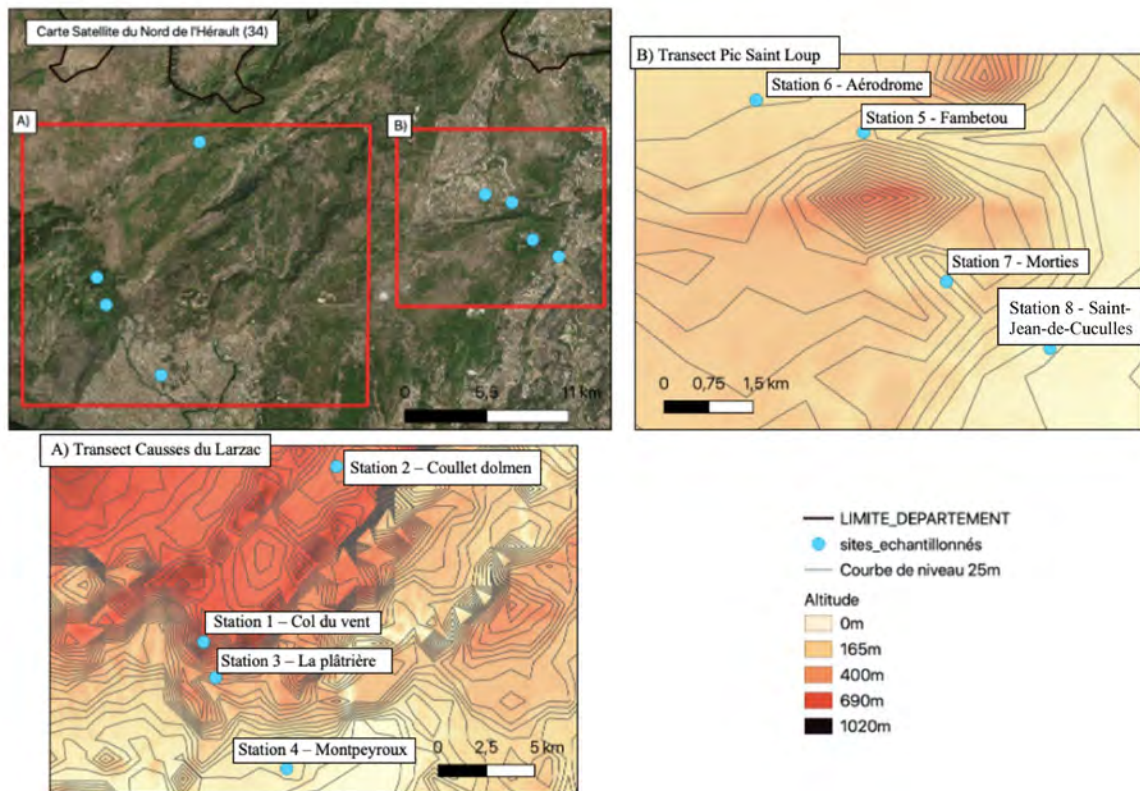 Carte Satellite du Nord de l'Hérault (34)
A)
B)
0 5,5 11 km
B) Transect Pic Saint Loup
Station 6 - Aérodrome
Station 5 - Fambetou
Station 7 - Morties
Station 8 - Saint-
Jean-de-Cuculles
0 0,75 1,5 km
A) Transect Causses du Larzac
Station 2 – Coullet dolmen
Station 1 – Col du vent
Station 3 – La plâtrière
Station 4 – Montpeyroux
0 2,5 5 km
LIMITE_DEPARTEMENT
sites_echantillonnés
Courbe de niveau 25m
Altitude
0m
165m
400m
690m
1020m